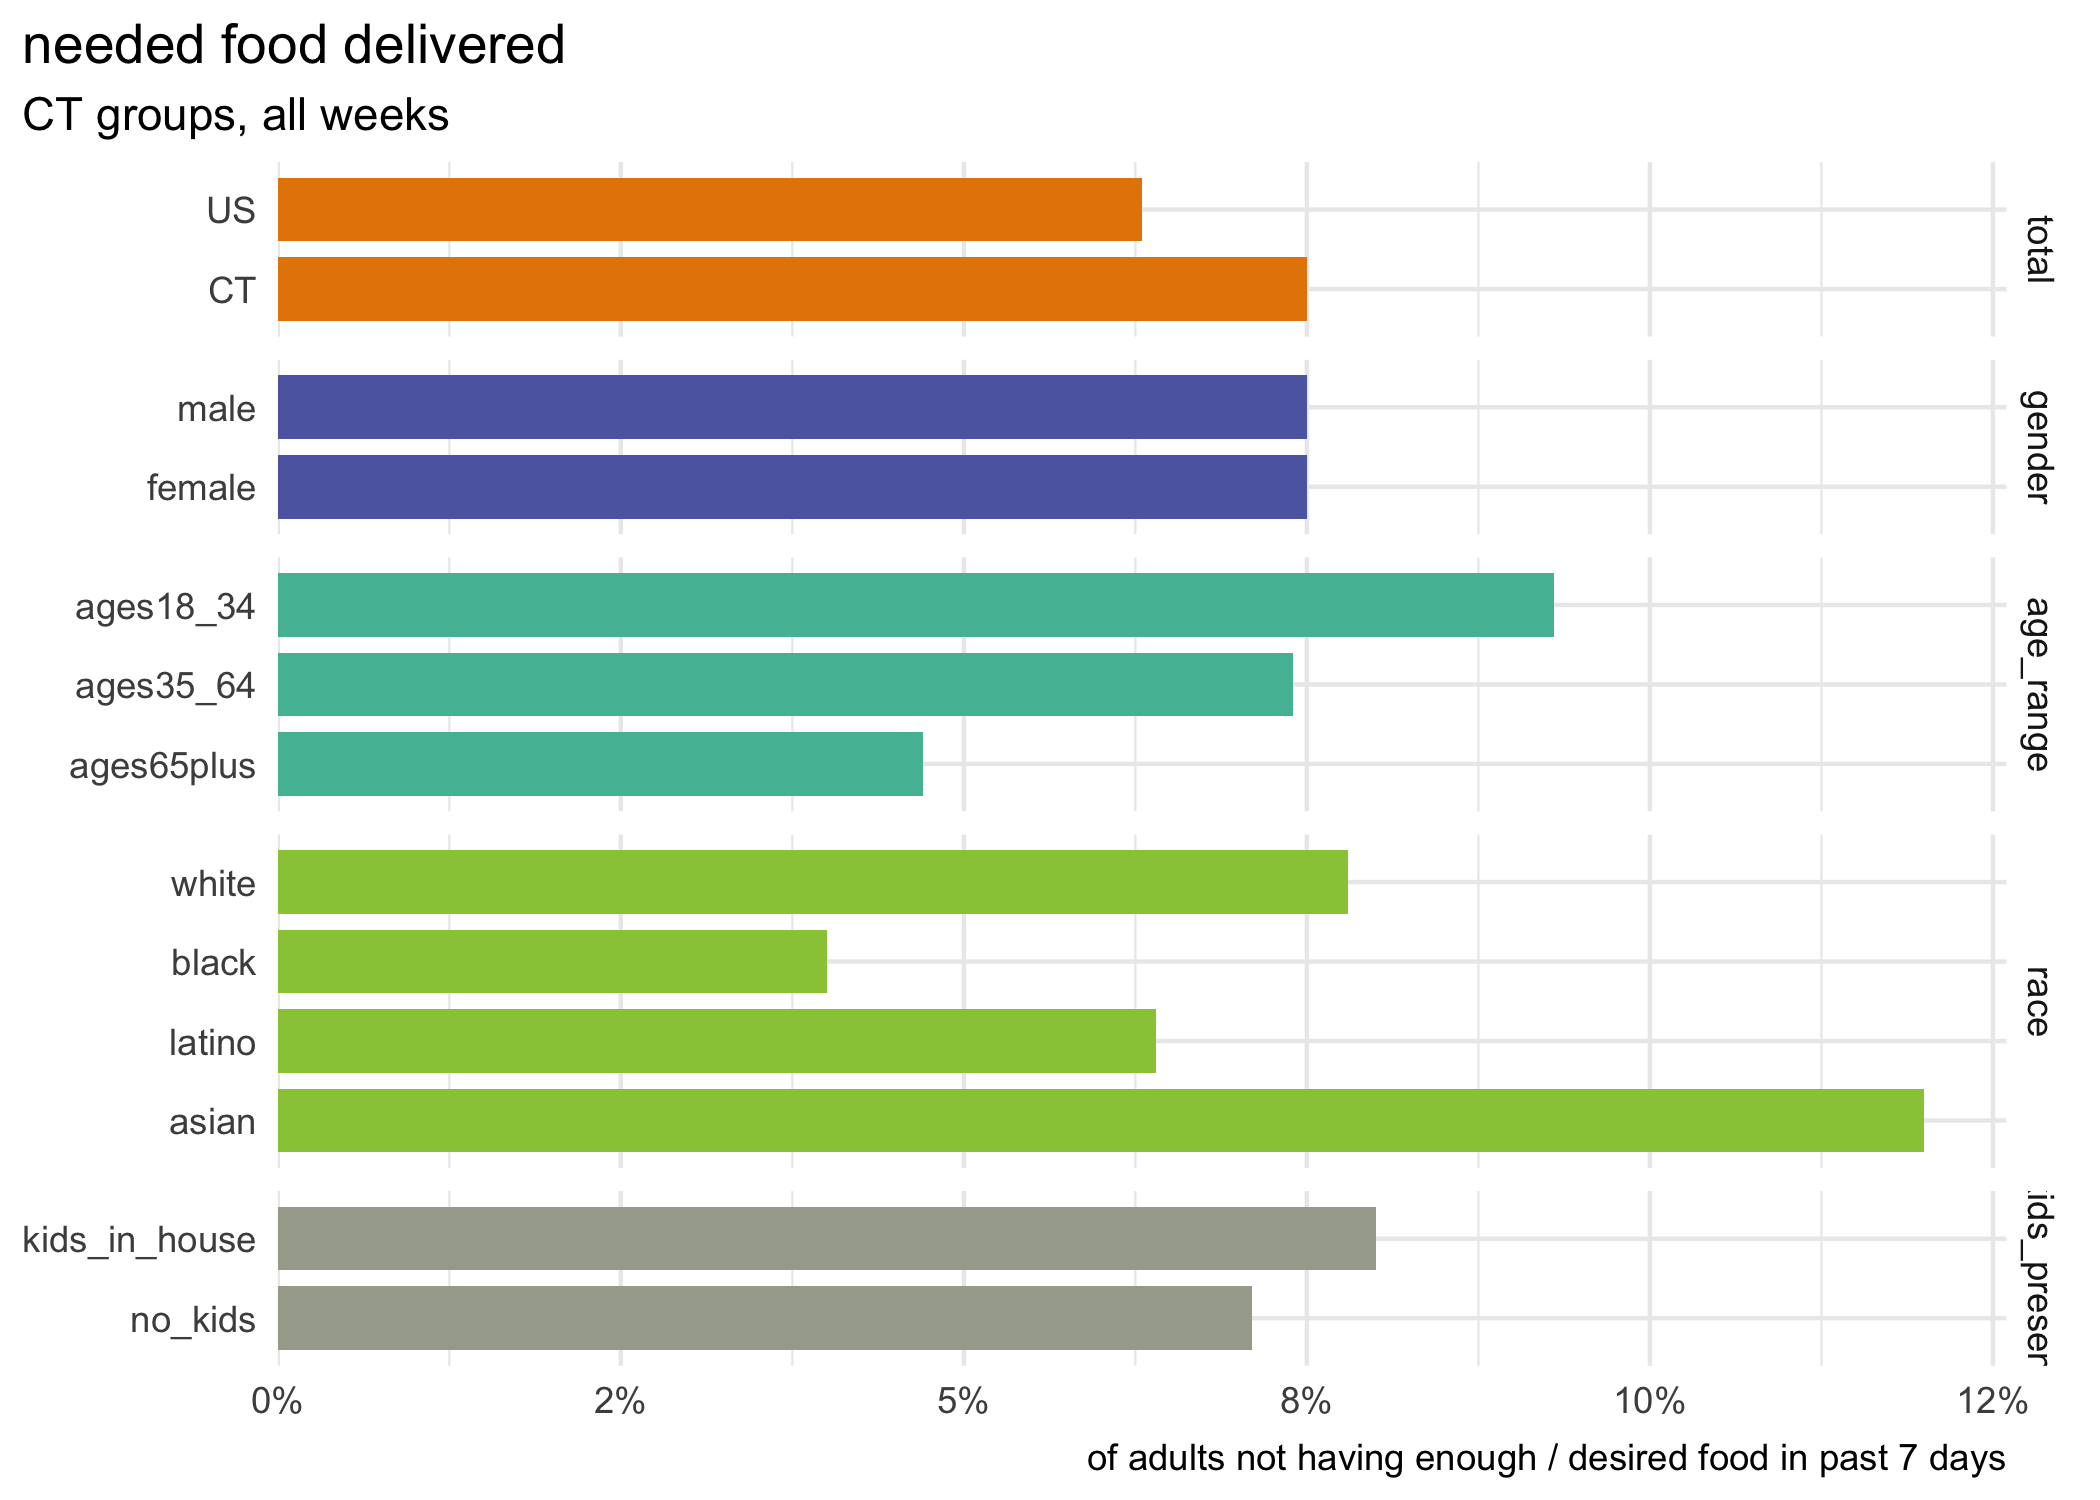 needed food delivered
CT groups, all weeks
US
CT
total
male
female
gender
ages18_34
ages35_64
ages65plus
age_range
white
black
latino
asian
race
kids_in_house
no_kids
ids_preser
0% 2% 5% 8% 10% 12%
of adults not having enough / desired food in past 7 days